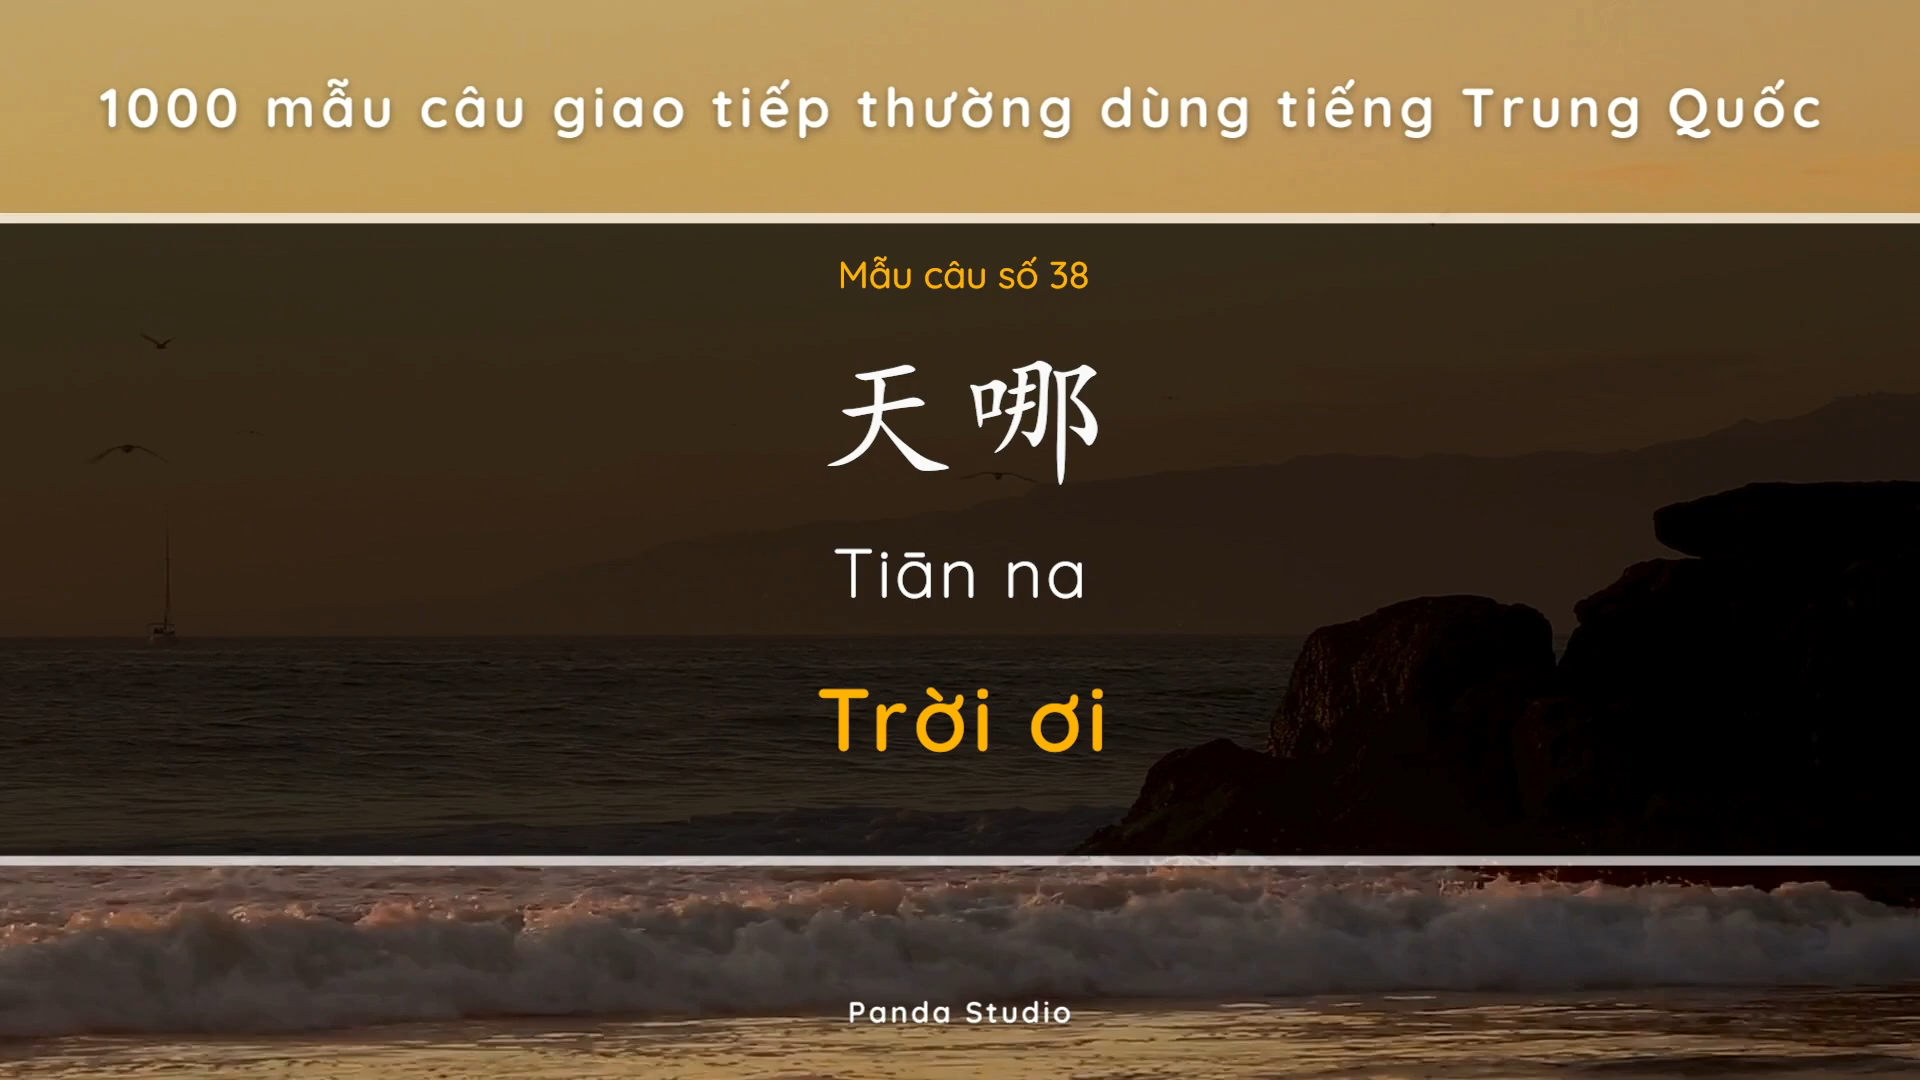 1000 mẫu câu giao tiếp thường dùng tiếng Trung Quốc
Mẫu câu số 38
天哪
Tiān na
Trời ơi
Panda Studio